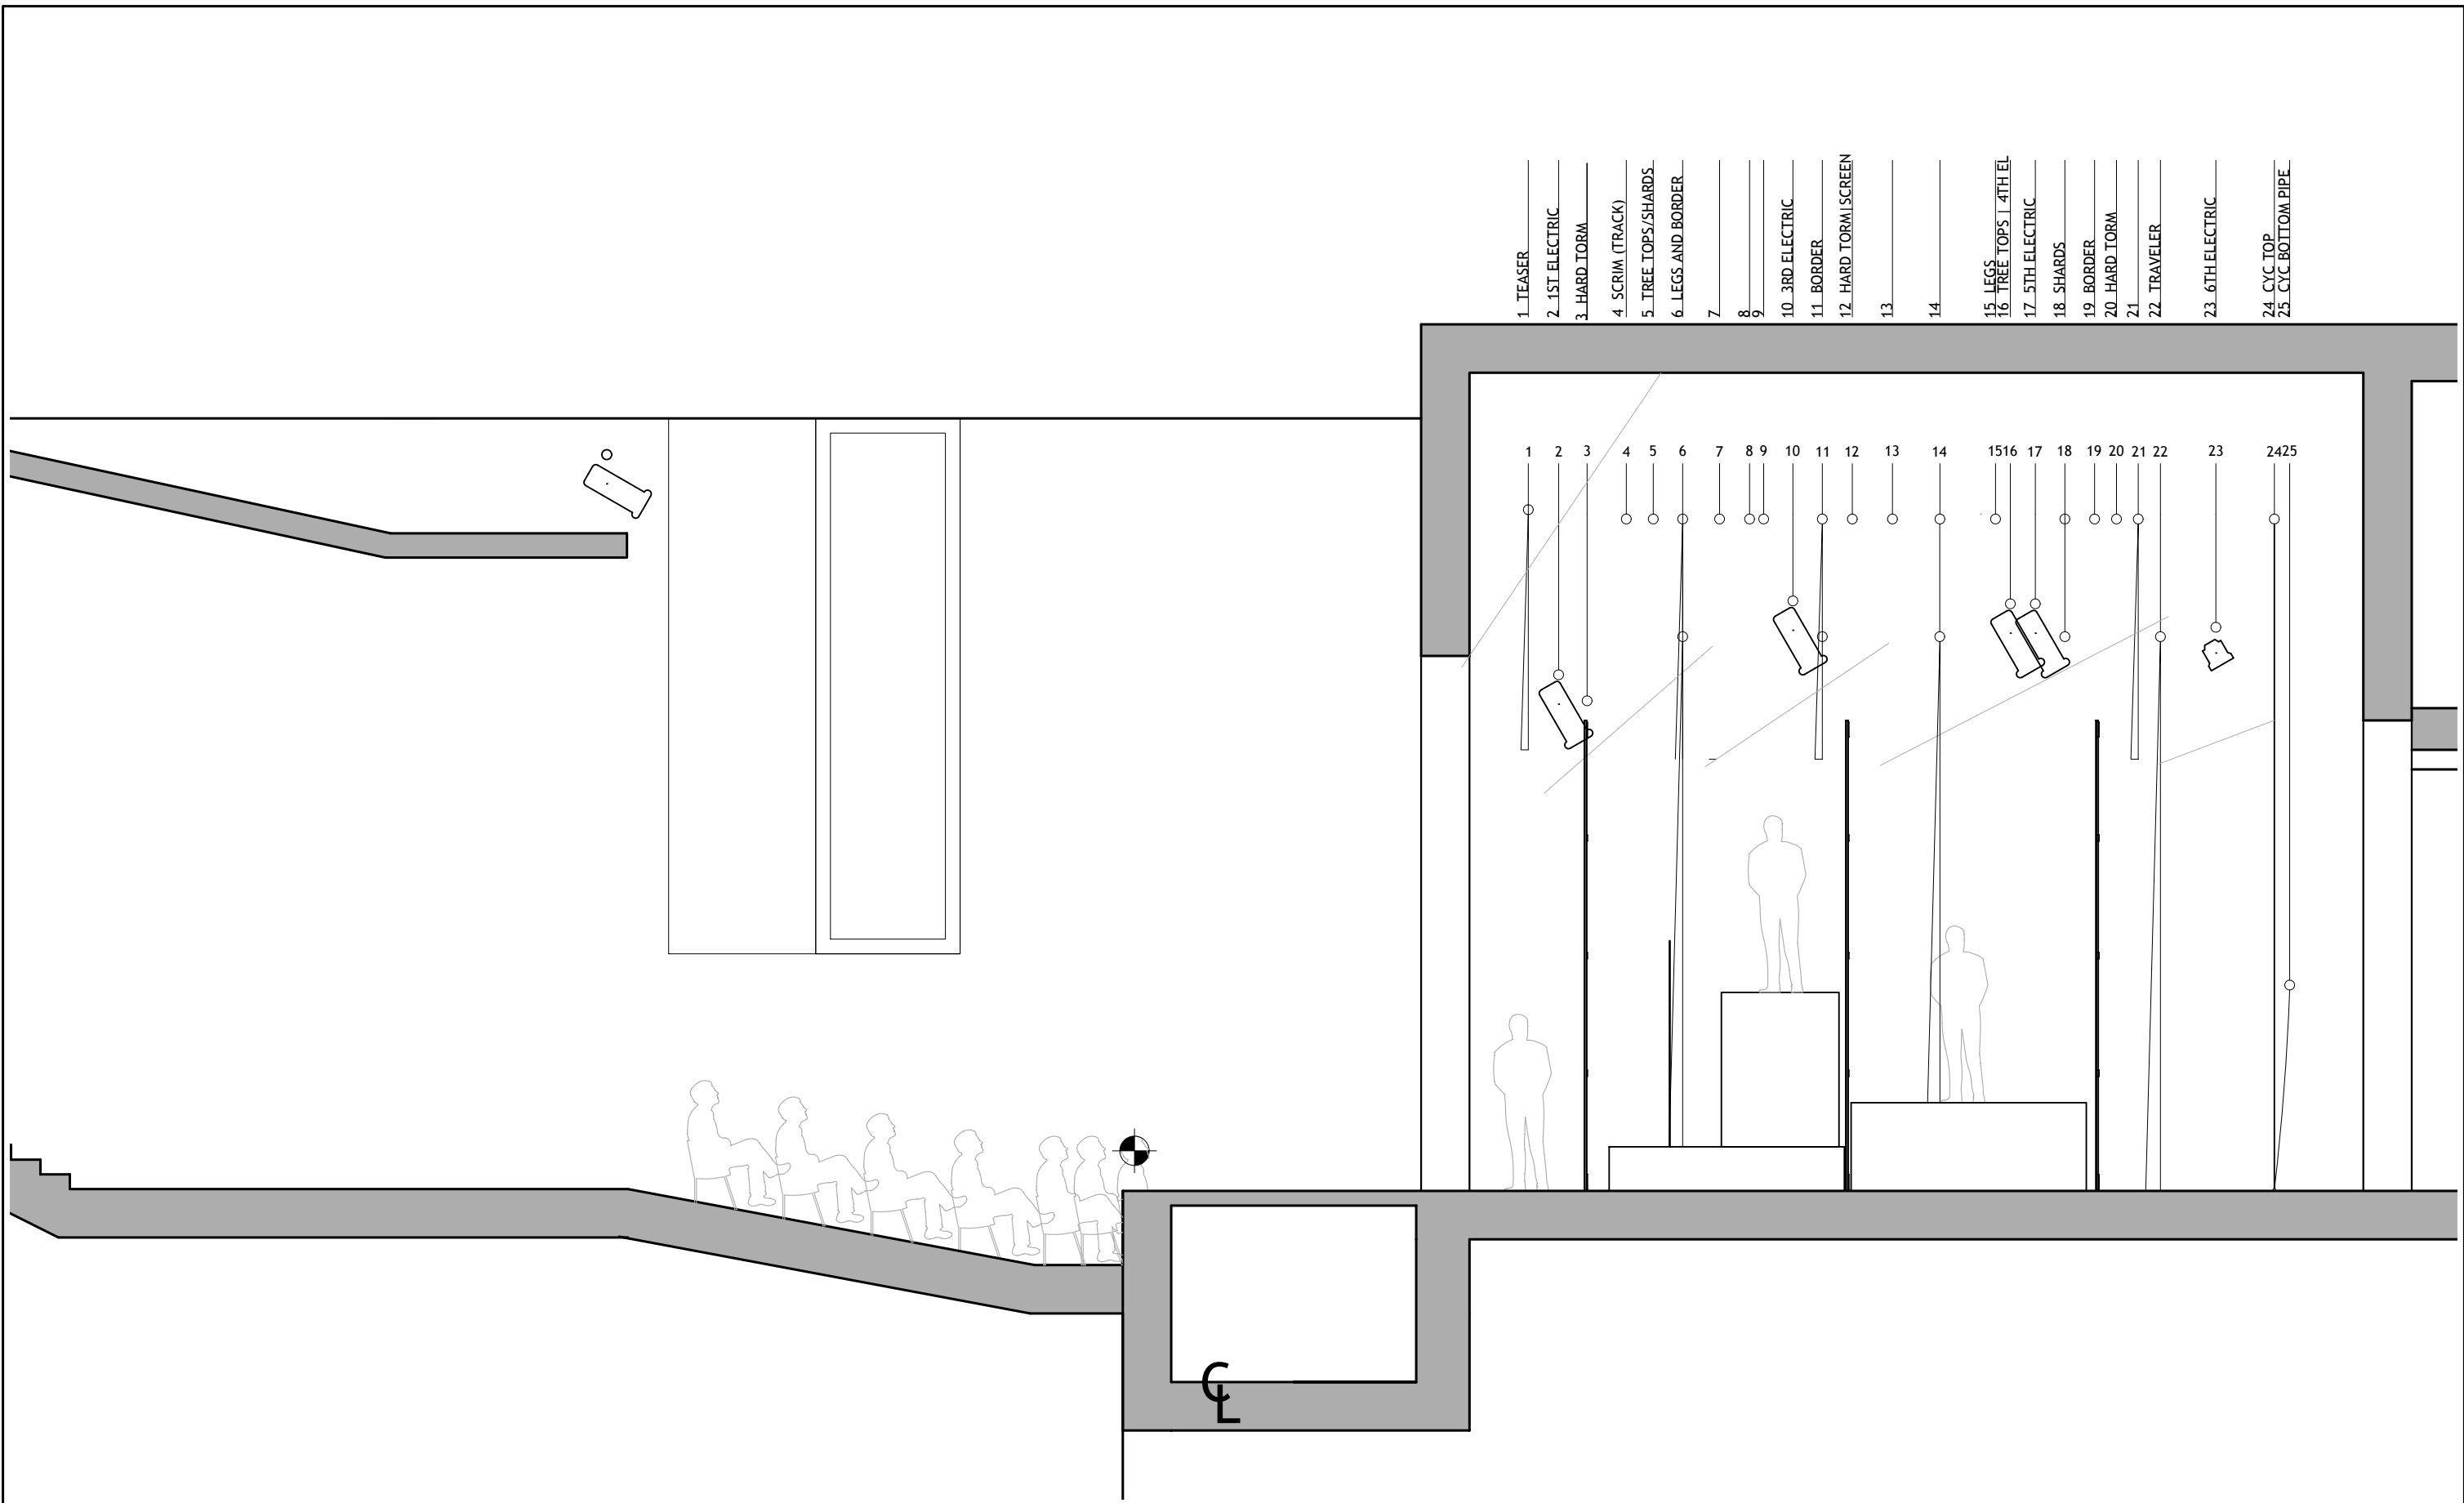 1 TEASER
2 1ST ELECTRIC
3 HARD TORM
4 SCRIM (TRACK)
5 TREE TOPS/SHARDS
6 LEGS AND BORDER
7
8
9
10 3RD ELECTRIC
11 BORDER
12 HARD TORM|SCREEN
13
14
15 LEGS
16 TREE TOPS | 4TH EL
17 5TH ELECTRIC
18 SHARDS
19 BORDER
20 HARD TORM
21
22 TRAVELER
23 6TH ELECTRIC
24 CYC TOP
25 CYC BOTTOM PIPE
1 2 3 4 5 6 7 8 9 10 11 12 13 14 15 16 17 18 19 20 21 22 23 24 25
CL